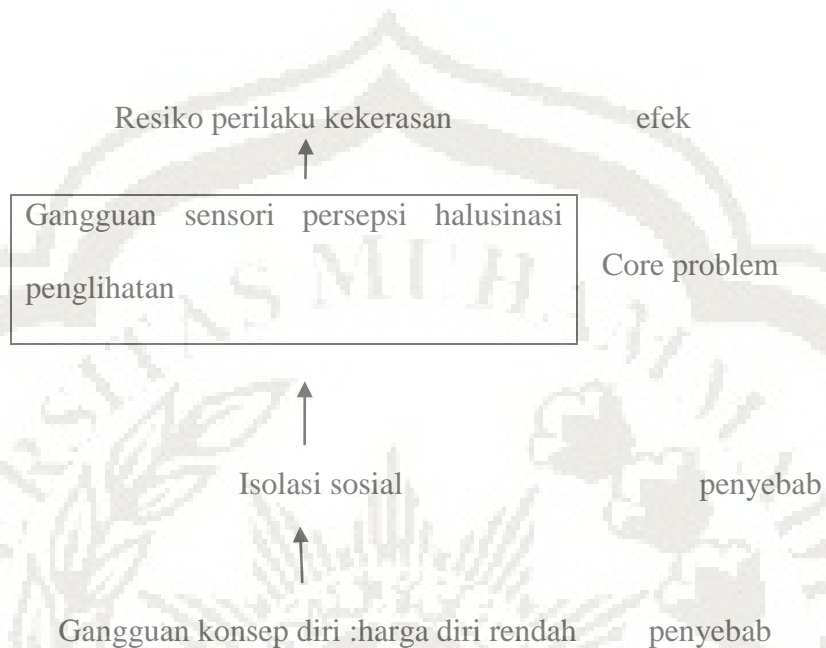 Resiko perilaku kekerasan efek
Gangguan sensori persepsi halusinasi
penglihatan
Core problem
Isolasi sosial penyebab
Gangguan konsep diri :harga diri rendah penyebab